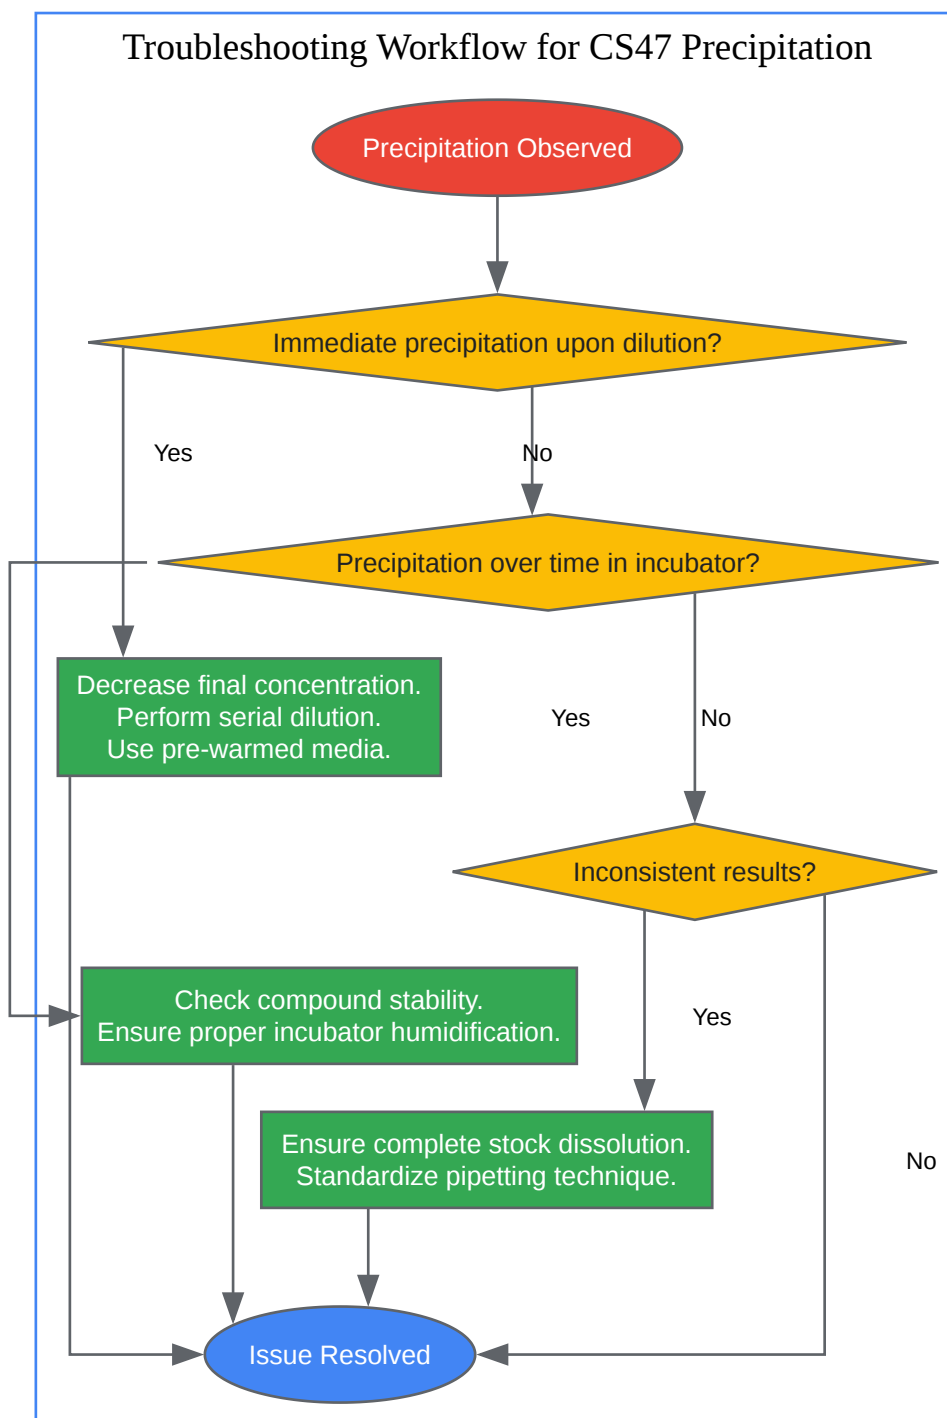 Troubleshooting Workflow for CS47 Precipitation
Precipitation Observed
Immediate precipitation upon dilution?
Yes
No
Precipitation over time in incubator?
Decrease final concentration.
Perform serial dilution.
Use pre-warmed media.
Yes
No
Inconsistent results?
Check compound stability.
Ensure proper incubator humidification.
Yes
Ensure complete stock dissolution.
Standardize pipetting technique.
No
Issue Resolved